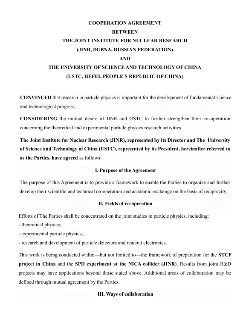 COOPERATION AGREEMENT
BETWEEN
THE JOINT INSTITUTE FOR NUCLEAR RESEARCH
(JINR, DUBNA, RUSSIAN FEDERATION)
AND
THE UNIVERSITY OF SCIENCE AND TECHNOLOGY OF CHINA
(USTC, HEFEI, PEOPLE'S REPUBLIC OF CHINA)
CONVINCED that research in particle physics is important for the development of fundamental science
and technological progress,
CONSIDERING the mutual desire of JINR and USTC to further strengthen their co-operation
concerning the theoretical and experimental particle physics research activities
The Joint Institute for Nuclear Research (JINR), represented by its Director and The University
of Science and Technology of China (USTC), represented by its President, hereinafter referred to
as the Parties, have agreed as follows:
I. Purpose of the Agreement
The purpose of this Agreement is to provide a framework to enable the Parties to organize and further
develop their scientific and technical co-operation and academic exchange on the basis of reciprocity.
II. Fields of co-operation
Efforts of The Parties shall be concentrated on the joint studies to particle physics, including:
- theoretical physics;
- experimental particle physics;
- research and development of particle detectors and readout electronics
This work is being conducted within—but not limited to—the framework of preparation for the STCF
project in China and the SPD experiment at the NICA collider (JINR). Results from joint R&D
projects may have applications beyond those stated above. Additional areas of collaboration may be
defined through mutual agreement by the Parties.
III. Ways of collaboration